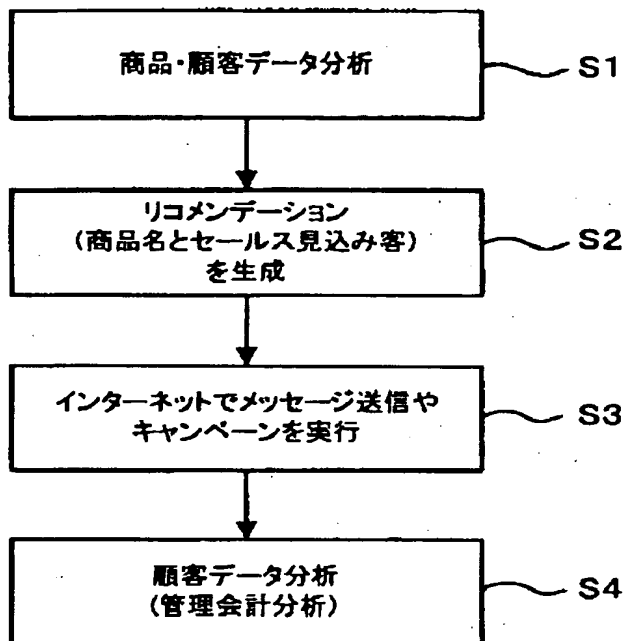 商品・顧客データ分析
S1
リコメンデーション
(商品名とセールス見込み客)
を生成
S2
インターネットでメッセージ送信や
キャンペーンを実行
S3
顧客データ分析
(管理会計分析)
S4